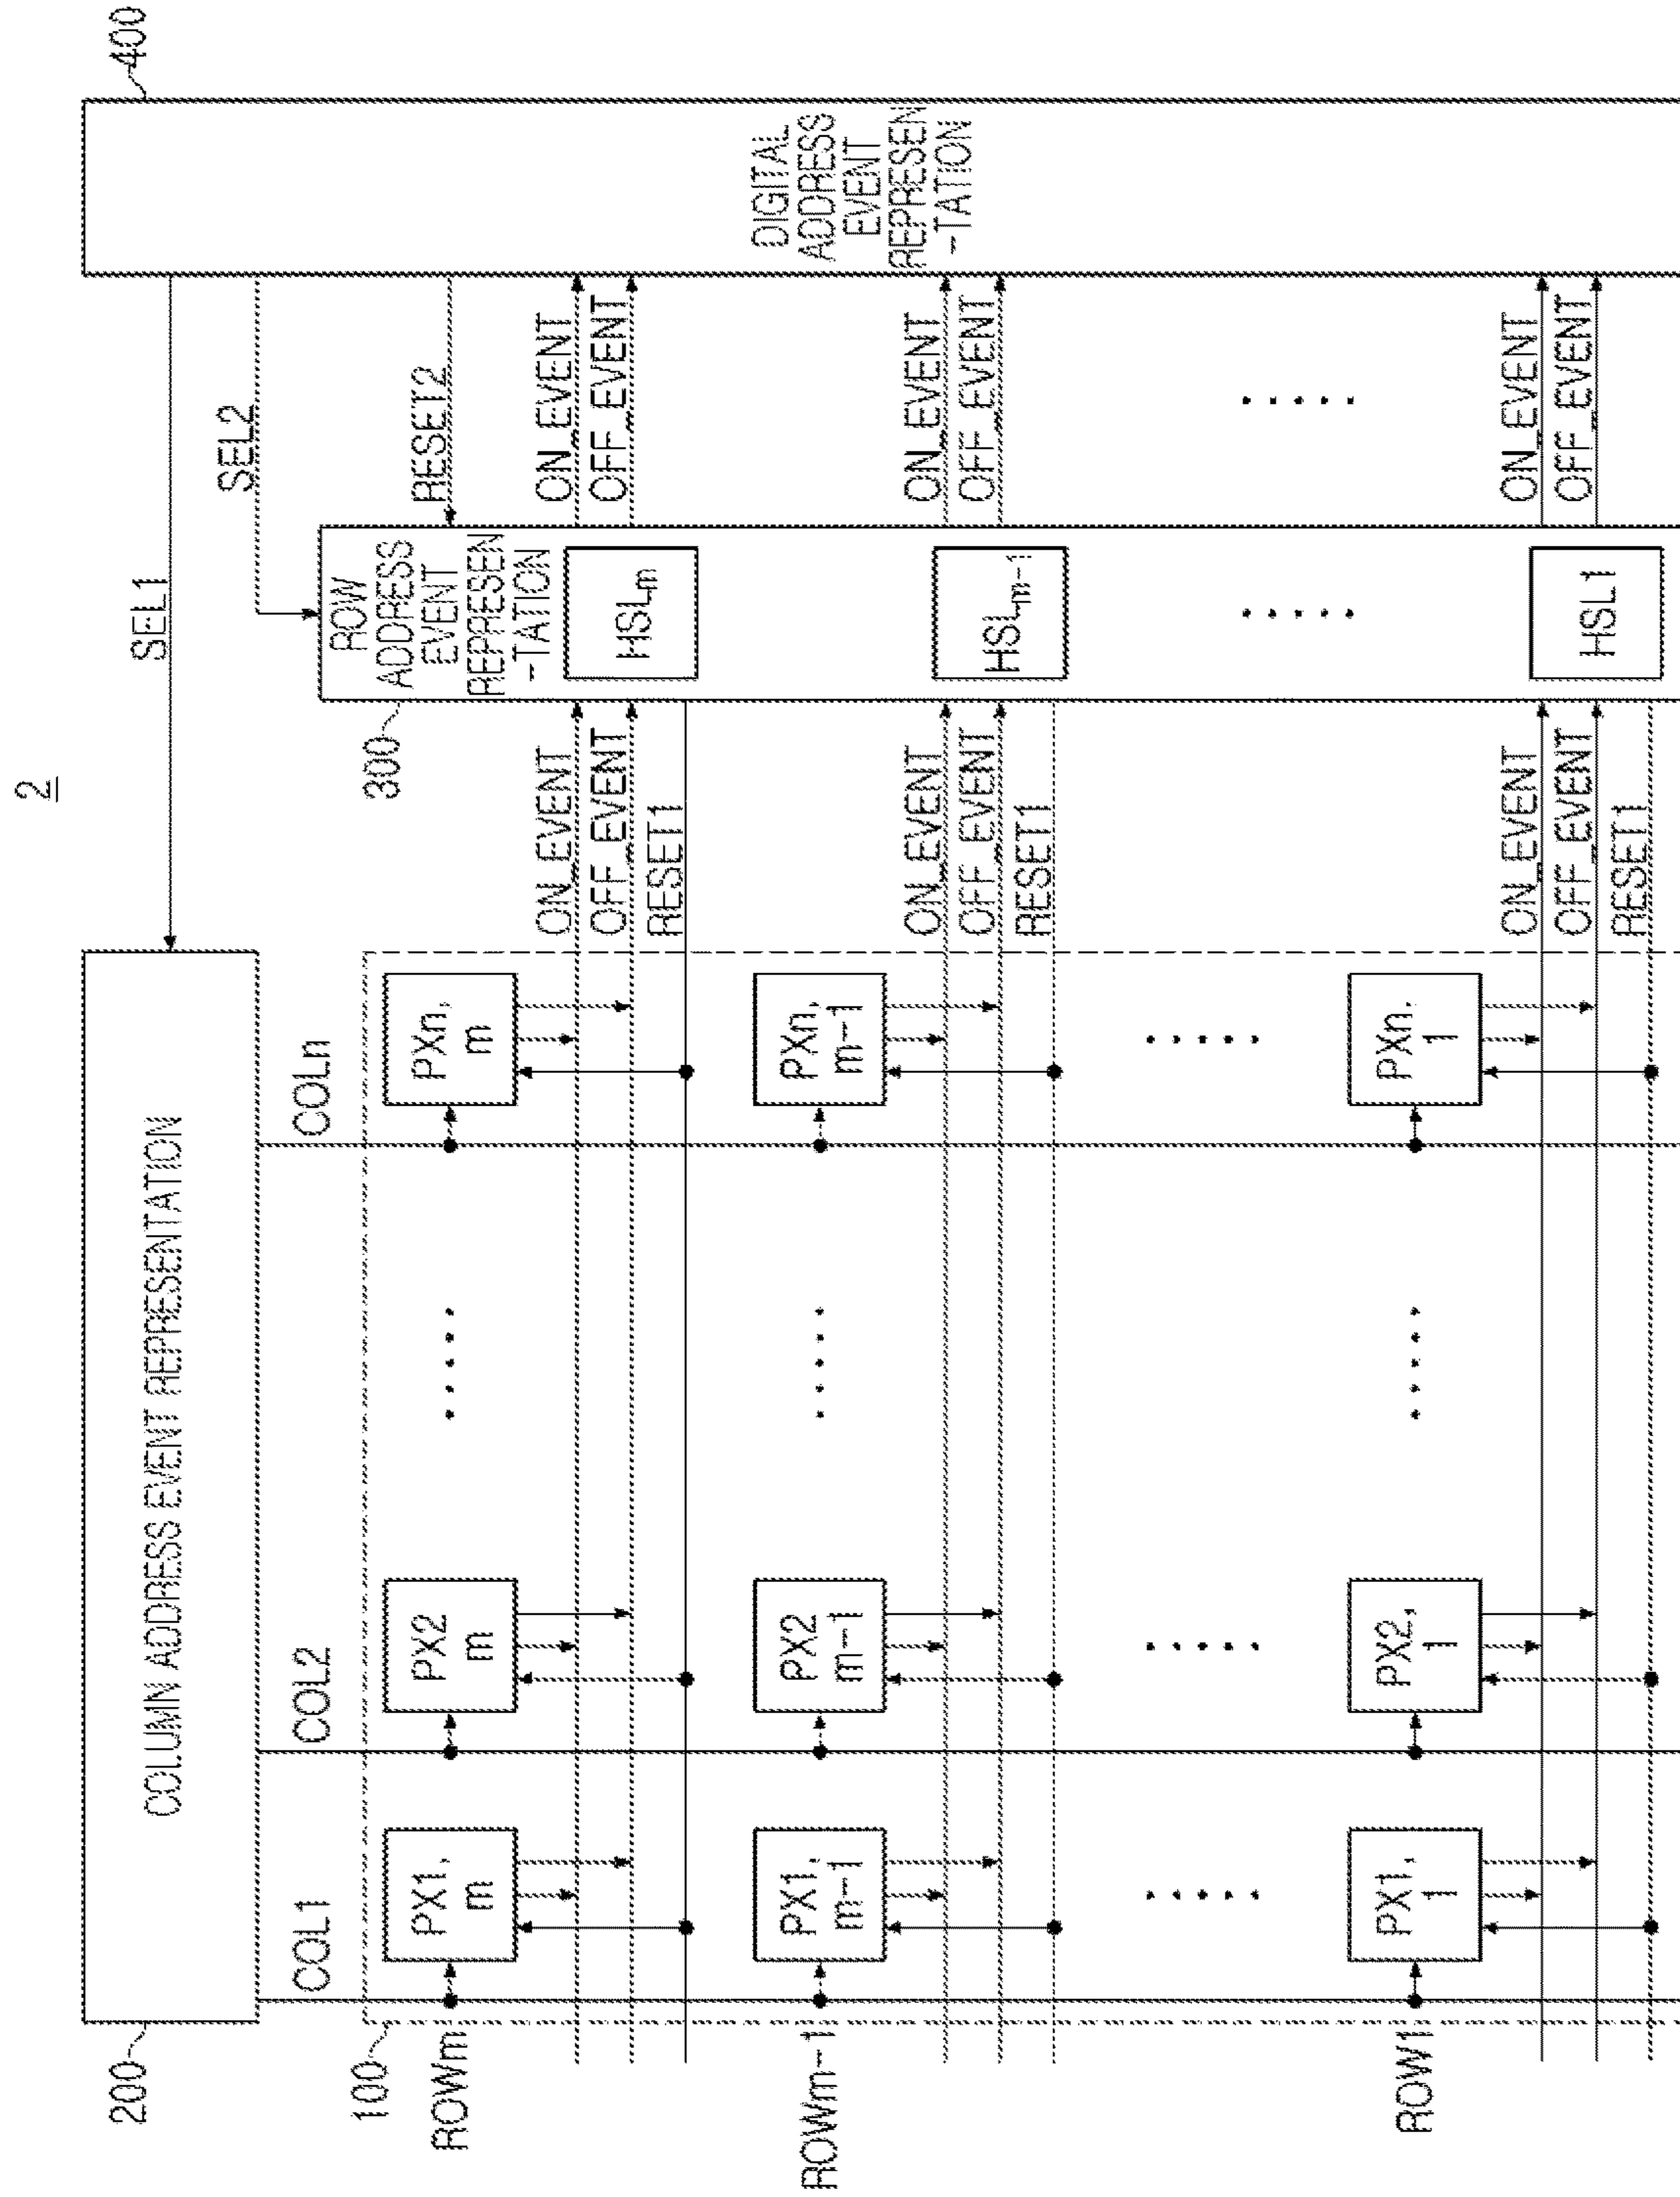 2
400
SEL1
SEL2
RESET2
200
COLUMN ADDRESS EVENT REPRESENTATION
DIGITAL
ADDRESS
EVENT
REPRESEN
-TATION
COL1
COL2
COLn
300
ROW
ADDRESS
EVENT
REPRESEN
-TATION
100
ROWm
PX1,
m
PX2
m
PXn,
m
ON_EVENT
OFF_EVENT
RESET1
HSLm
ON_EVENT
OFF_EVENT
ROWm-1
PX1,
m-1
PX2
m-1
PXn,
m-1
ON_EVENT
OFF_EVENT
RESET1
HSLm-1
ON_EVENT
OFF_EVENT
ROW1
PX1,
1
PX2,
1
PXn,
1
ON_EVENT
OFF_EVENT
RESET1
HSL1
ON_EVENT
OFF_EVENT